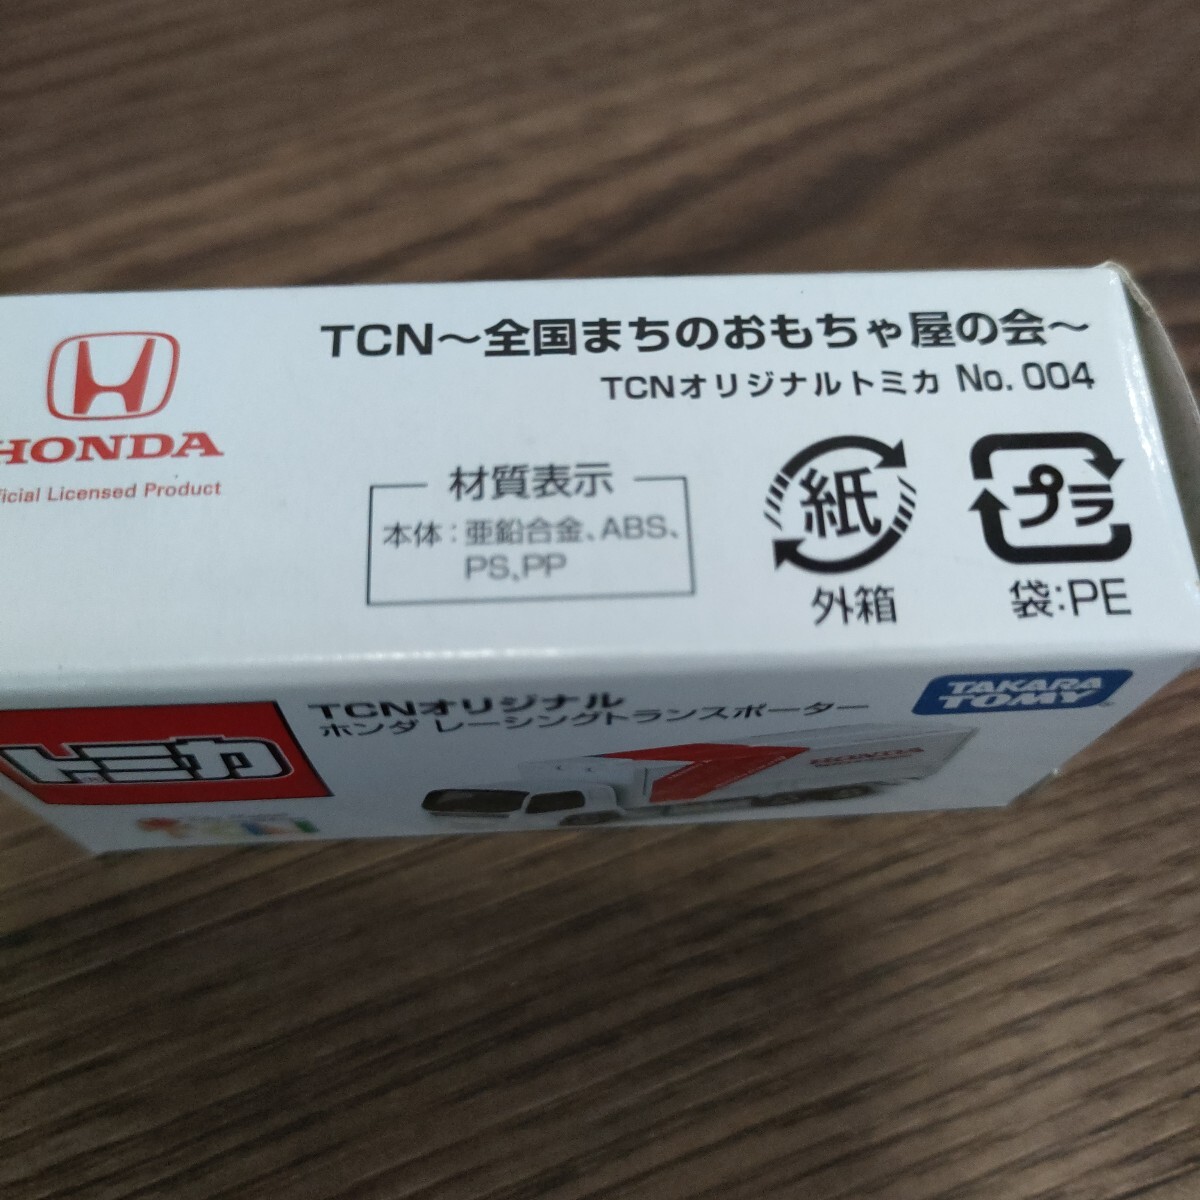 TCN～全国まちのおもちゃ屋の会～
TCNオリジナルトミカ No. 004
HONDA
Licensed Product
材質表示
本体：亜鉛合金、ABS、
PS、PP
紙
外箱
プラ
袋:PE
TCNオリジナル
ホンダ レーシングトランスポーター
TAKARA
TOMY
トミカ
HONDA